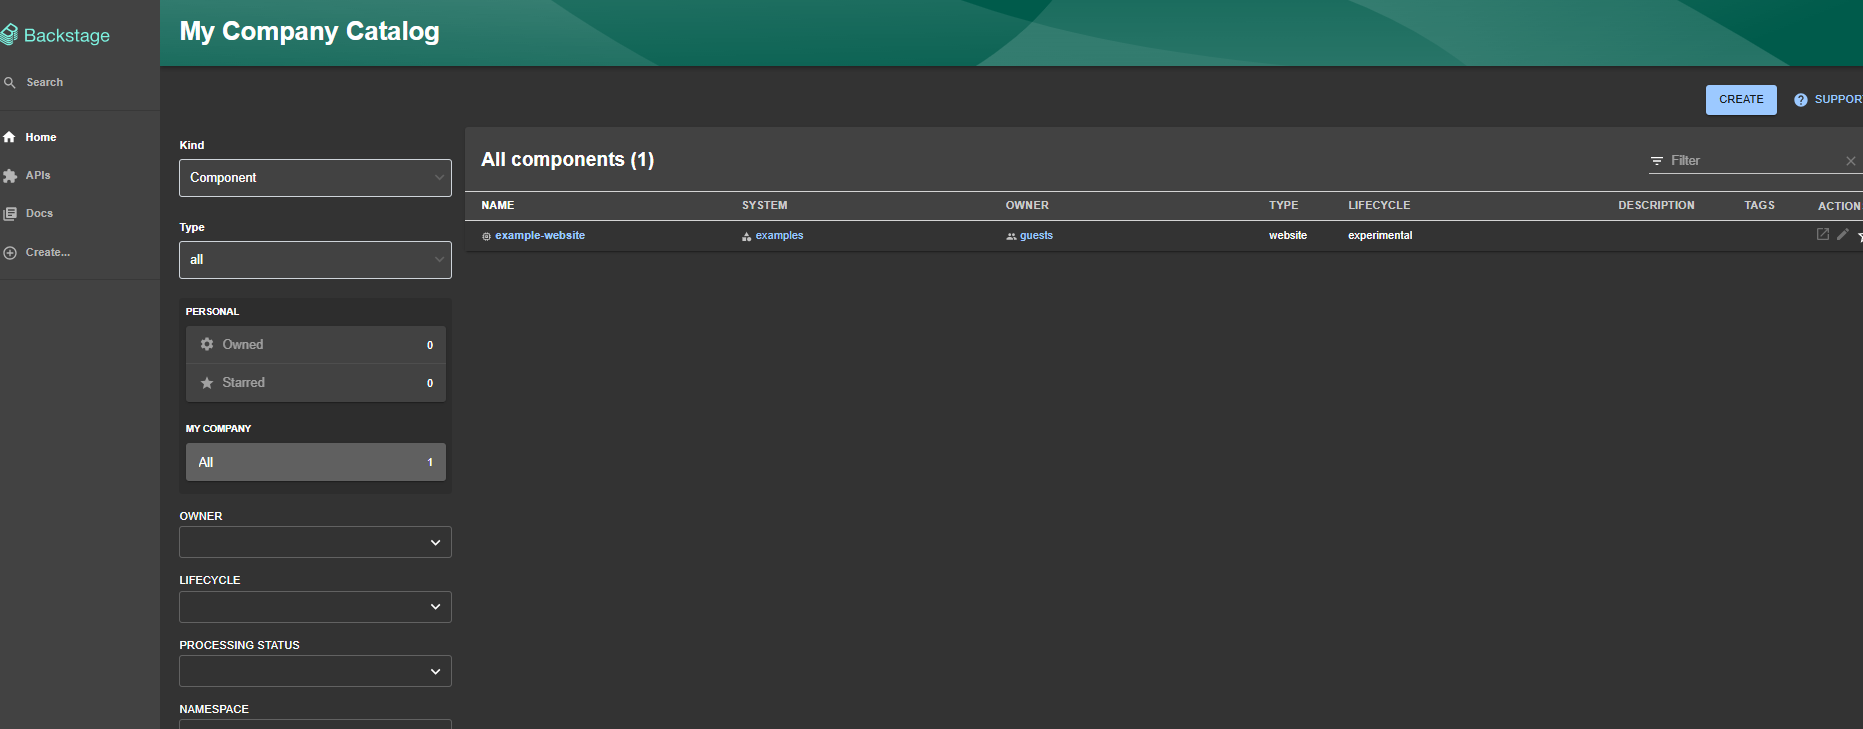 Backstage
Search
Home
APIs
Docs
Create...
My Company Catalog
CREATE
SUPPOR
Kind
Component
Type
all
PERSONAL
Owned 0
Starred 0
MY COMPANY
All 1
OWNER
LIFECYCLE
PROCESSING STATUS
NAMESPACE
All components (1)
Filter
NAME SYSTEM OWNER TYPE LIFECYCLE DESCRIPTION TAGS ACTION
example-website examples guests website experimental